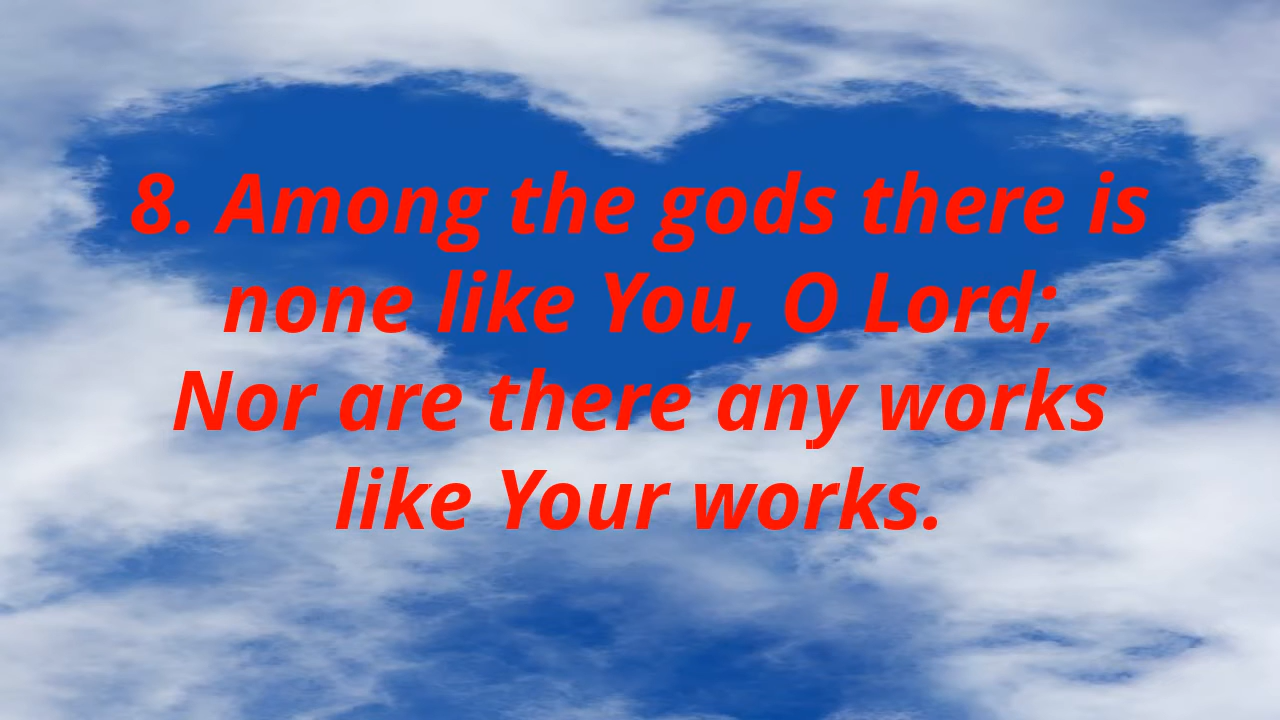 8. Among the gods there is
none like You, O Lord;
Nor are there any works
like Your works.